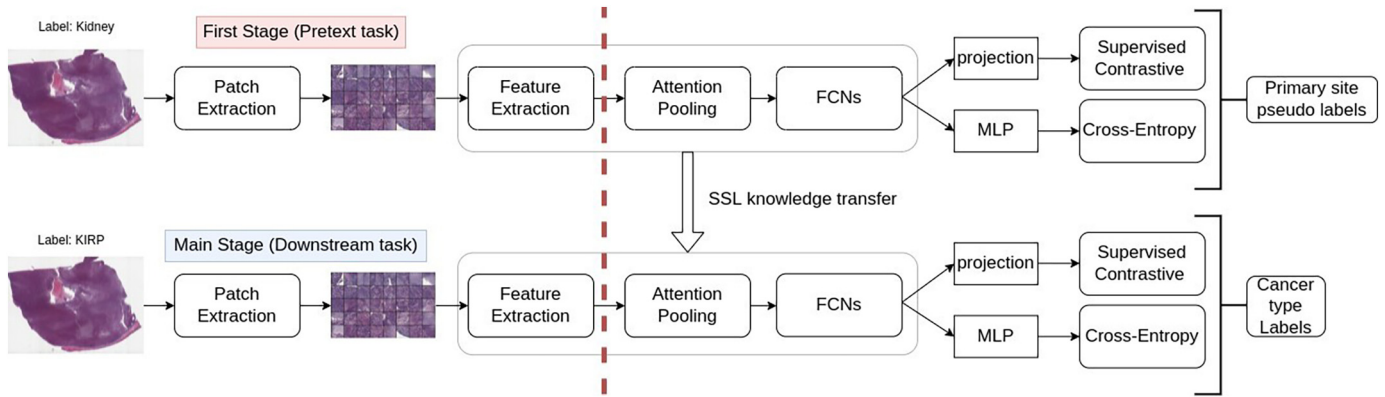 Label: Kidney
First Stage (Pretext task)
Patch
Extraction
Feature
Extraction
Attention
Pooling
FCNs
projection
MLP
Supervised
Contrastive
Cross-Entropy
Primary site
pseudo labels
SSL knowledge transfer
Label: KIRP
Main Stage (Downstream task)
Patch
Extraction
Feature
Extraction
Attention
Pooling
FCNs
projection
MLP
Supervised
Contrastive
Cross-Entropy
Cancer
type
Labels